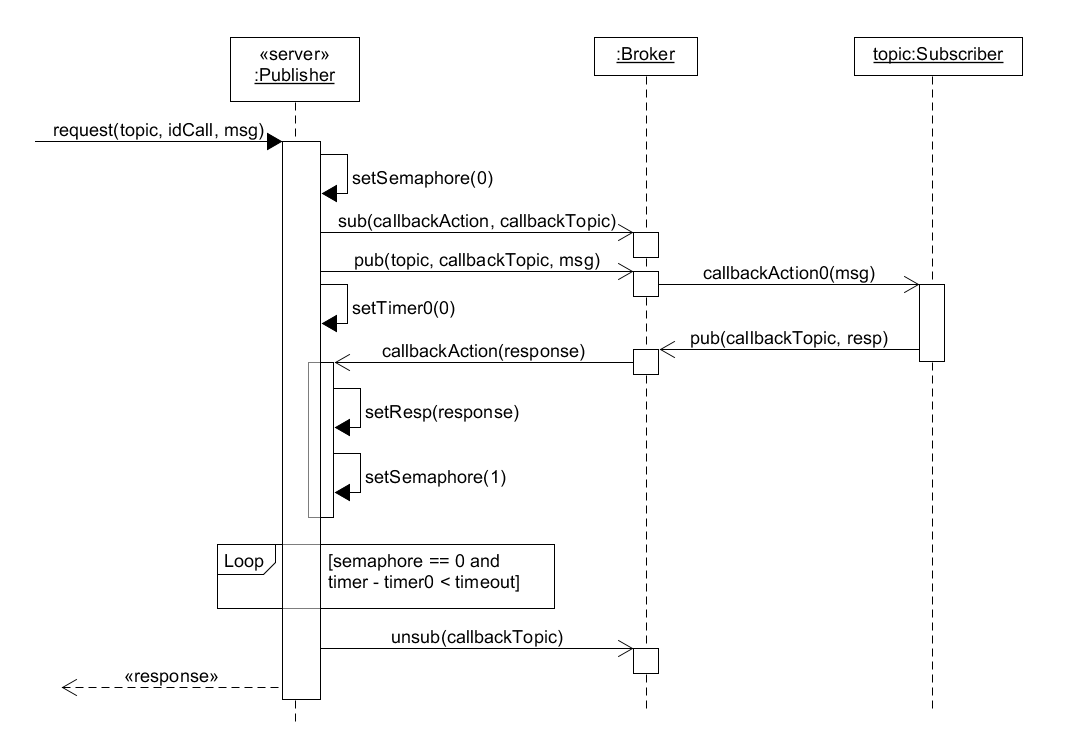 «server»
:Publisher
:Broker
topic:Subscriber
request(topic, idCall, msg)
setSemaphore(0)
sub(callbackAction, callbackTopic)
pub(topic, callbackTopic, msg)
callbackAction0(msg)
setTimer0(0)
pub(callbackTopic, resp)
callbackAction(response)
setResp(response)
setSemaphore(1)
Loop
[semaphore == 0 and
timer - timer0 < timeout]
unsub(callbackTopic)
«response»